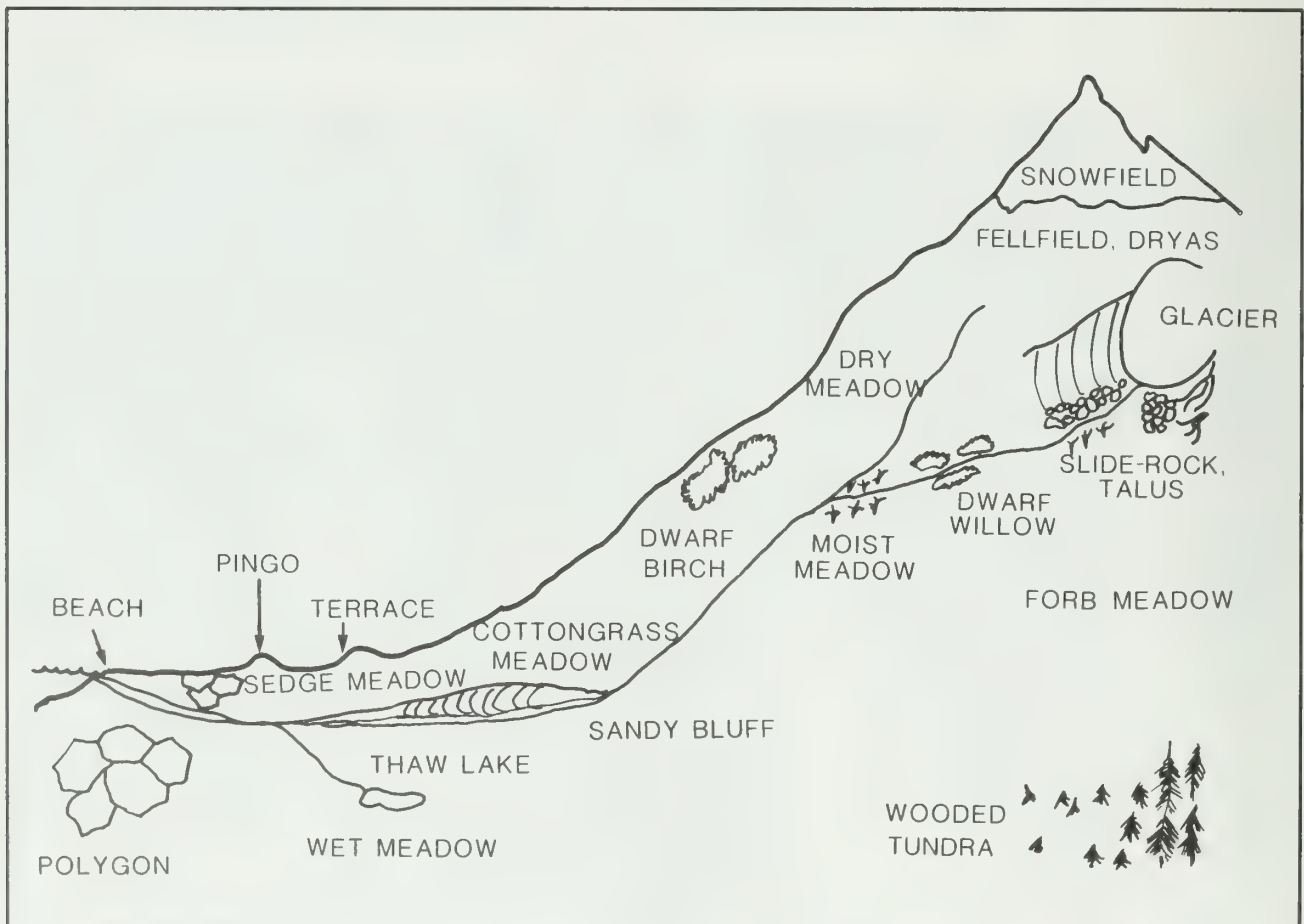 SNOWFIELD
FELLFIELD, DRYAS
GLACIER
DRY
MEADOW
SLIDE-ROCK,
TALUS
DWARF
WILLOW
MOIST
MEADOW
DWARF
BIRCH
FORB MEADOW
PINGO
BEACH
TERRACE
COTTONGRASS
MEADOW
SEDGE MEADOW
SANDY BLUFF
THAW LAKE
WET MEADOW
POLYGON
WOODED
TUNDRA